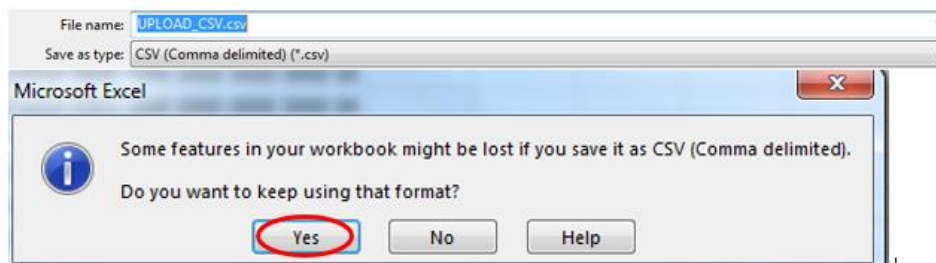 File name: UPLOAD_CSV.csv
Save as type: CSV (Comma delimited) (*.csv)
Microsoft Excel
Some features in your workbook might be lost if you save it as CSV (Comma delimited).
Do you want to keep using that format?
Yes No Help